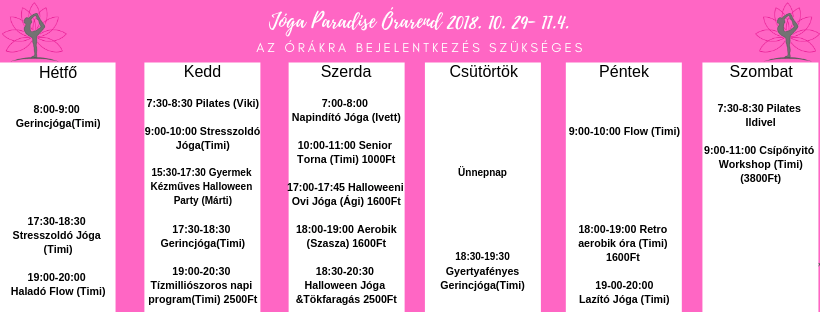 Jóga Paradise Órarend 2018. 10. 29- 11.4.
AZ ÓRÁKRA BEJELENTKEZÉS SZÜKSÉGES
Hétfő
8:00-9:00
Gerincjóga(Timi)
17:30-18:30
Stresszoldó Jóga
(Timi)
19:00-20:00
Haladó Flow (Timi)
Kedd
7:30-8:30 Pilates (Viki)
9:00-10:00 Stresszoldó
Jóga(Timi)
15:30-17:30 Gyermek
Kézműves Halloween
Party (Márti)
17:30-18:30
Gerincjóga(Timi)
19:00-20:30
Tízmilliószoros napi
program(Timi) 2500Ft
Szerda
7:00-8:00
Napindító Jóga (Ivett)
10:00-11:00 Senior
Torna (Timi) 1000Ft
17:00-17:45 Halloweeni
Ovi Jóga (Ági) 1600Ft
18:00-19:00 Aerobik
(Szasza) 1600Ft
18:30-20:30
Halloween Jóga
&Tökfaragás 2500Ft
Csütörtök
Ünnepnap
18:30-19:30
Gyertyafényes
Gerincjóga(Timi)
Péntek
9:00-10:00 Flow (Timi)
18:00-19:00 Retro
aerobik óra (Timi)
1600Ft
19-00-20:00
Lazító Jóga (Timi)
Szombat
7:30-8:30 Pilates
Ildivel
9:00-11:00 Csípőnyitó
Workshop (Timi)
(3800Ft)